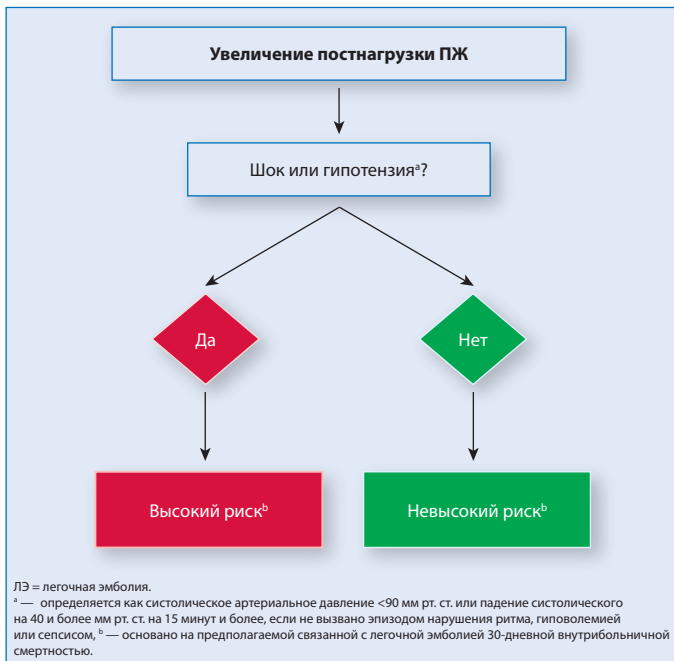 Увеличение постнагрузки ПЖ
Шок или гипотензияᵃ?
Да
Нет
Высокий рискᵇ
Невысокий рискᵇ
ЛЭ = легочная эмболия.
ᵃ — определяется как систолическое артериальное давление <90 мм рт. ст. или падение систолического
на 40 и более мм рт. ст. на 15 минут и более, если не вызвано эпизодом нарушения ритма, гиповолемией
или сепсисом, ᵇ — основано на предполагаемой связанной с легочной эмболией 30-дневной внутрибольничной
смертностью.